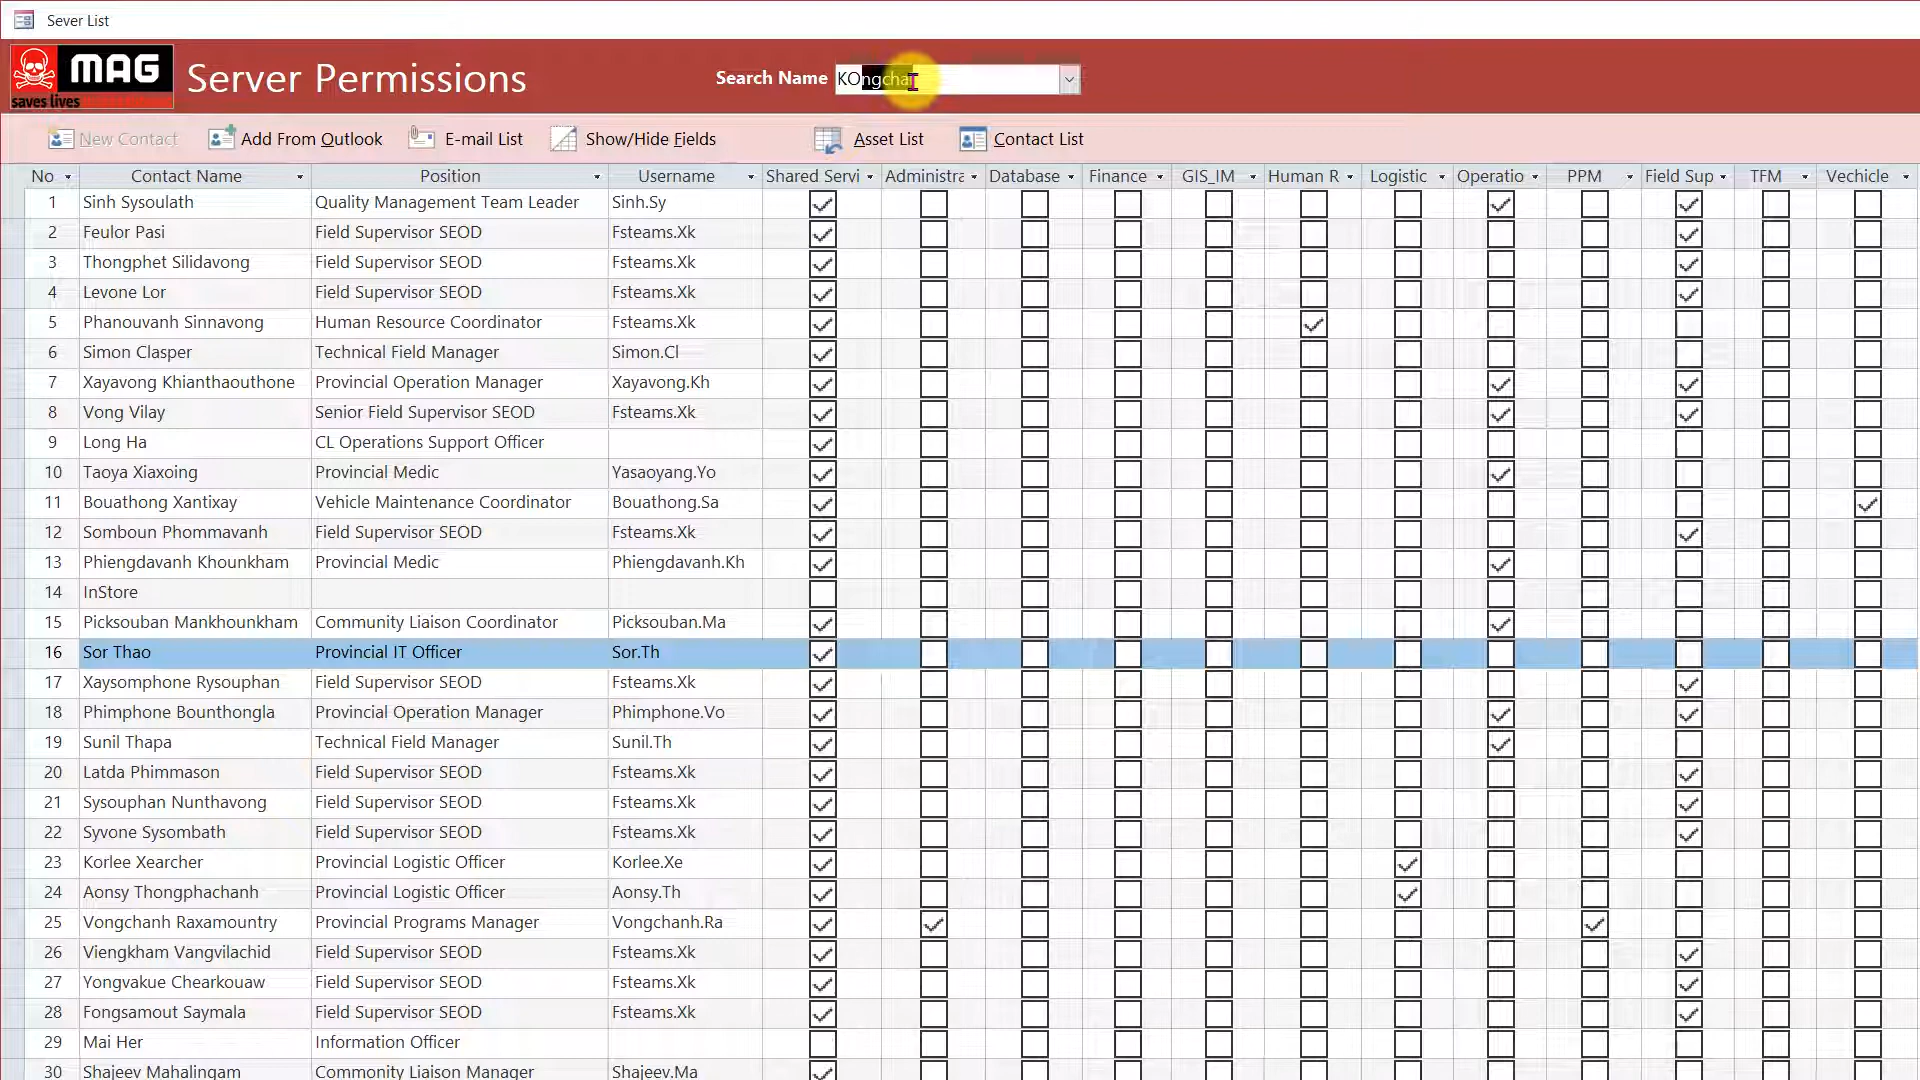 Sever List
MAG
saves lives
Server Permissions
Search Name KOngcha
New Contact Add From Outlook E-mail List Show/Hide Fields Asset List Contact List
No Contact Name Position Username Shared Servi Administra Database Finance GIS_IM Human R Logistic Operatio PPM Field Sup TFM Vechicle
1 Sinh Sysoulath Quality Management Team Leader Sinh.Sy
2 Feulor Pasi Field Supervisor SEOD Fsteams.Xk
3 Thongphet Silidavong Field Supervisor SEOD Fsteams.Xk
4 Levone Lor Field Supervisor SEOD Fsteams.Xk
5 Phanouvanh Sinnavong Human Resource Coordinator Fsteams.Xk
6 Simon Clasper Technical Field Manager Simon.Cl
7 Xayavong Khianthaouthone Provincial Operation Manager Xayavong.Kh
8 Vong Vilay Senior Field Supervisor SEOD Fsteams.Xk
9 Long Ha CL Operations Support Officer
10 Taoya Xiaxoing Provincial Medic Yasaoyang.Yo
11 Bouathong Xantixay Vehicle Maintenance Coordinator Bouathong.Sa
12 Somboun Phommavanh Field Supervisor SEOD Fsteams.Xk
13 Phiengdavanh Khounkham Provincial Medic Phiengdavanh.Kh
14 InStore
15 Picksouban Mankhounkham Community Liaison Coordinator Picksouban.Ma
16 Sor Thao Provincial IT Officer Sor.Th
17 Xaysomphone Rysouphan Field Supervisor SEOD Fsteams.Xk
18 Phimphone Bounthongla Provincial Operation Manager Phimphone.Vo
19 Sunil Thapa Technical Field Manager Sunil.Th
20 Latda Phimmason Field Supervisor SEOD Fsteams.Xk
21 Sysouphan Nunthavong Field Supervisor SEOD Fsteams.Xk
22 Syvone Sysombath Field Supervisor SEOD Fsteams.Xk
23 Korlee Xearcher Provincial Logistic Officer Korlee.Xe
24 Aonsy Thongphachanh Provincial Logistic Officer Aonsy.Th
25 Vongchanh Raxamountry Provincial Programs Manager Vongchanh.Ra
26 Viengkham Vangvilachid Field Supervisor SEOD Fsteams.Xk
27 Yongvakue Chearkouaw Field Supervisor SEOD Fsteams.Xk
28 Fongsamout Saymala Field Supervisor SEOD Fsteams.Xk
29 Mai Her Information Officer
30 Shajeev Mahalingam Commonity Liaison Manager Shajeev.Ma